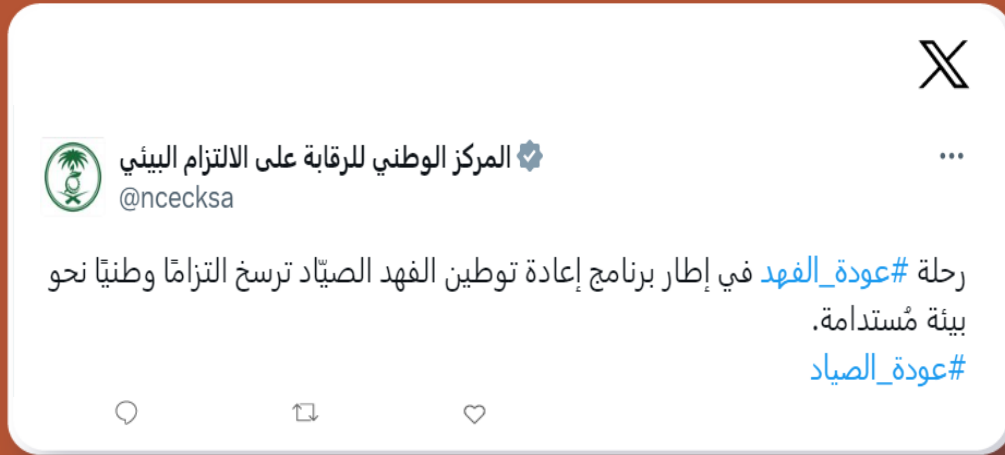 المركز الوطني للرقابة على الالتزام البيئي
@ncecksa
رحلة #عودة_الفهد في إطار برنامج إعادة توطين الفهد الصيّاد ترسخ التزامًا وطنيًا نحو
بيئة مُستدامة.
#عودة_الصياد